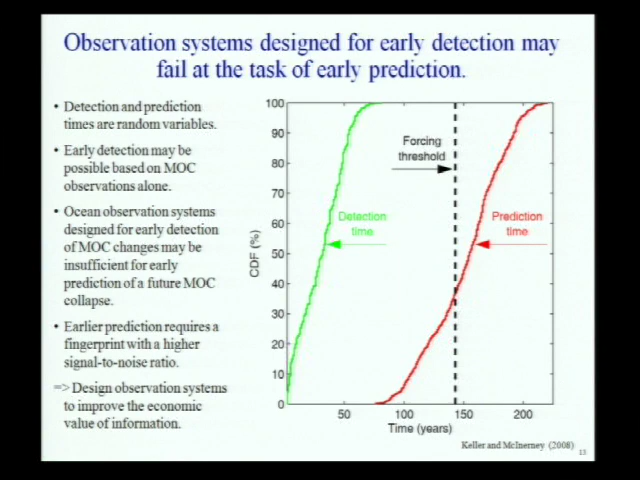 Observation systems designed for early detection may
fail at the task of early prediction.
• Detection and prediction
times are random variables.
• Early detection may be
possible based on MOC
observations alone.
• Ocean observation systems
designed for early detection
of MOC changes may be
insufficient for early
prediction of a future MOC
collapse.
• Earlier prediction requires a
fingerprint with a higher
signal-to-noise ratio.
=> Design observation systems
to improve the economic
value of information.
100
90
80
70
60
50
40
30
20
10
0
CDF (%)
Forcing
threshold
Detection
time
Prediction
time
50
100
150
200
Time (years)
Keller and McInerney (2008)
13